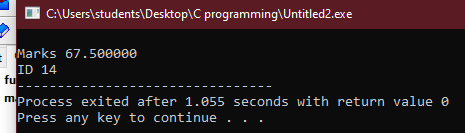 C:\Users\students\Desktop\C programming\Untitled2.exe
Marks 67.500000
ID 14
--------------------------------
Process exited after 1.055 seconds with return value 0
Press any key to continue . . .
t
fu
m